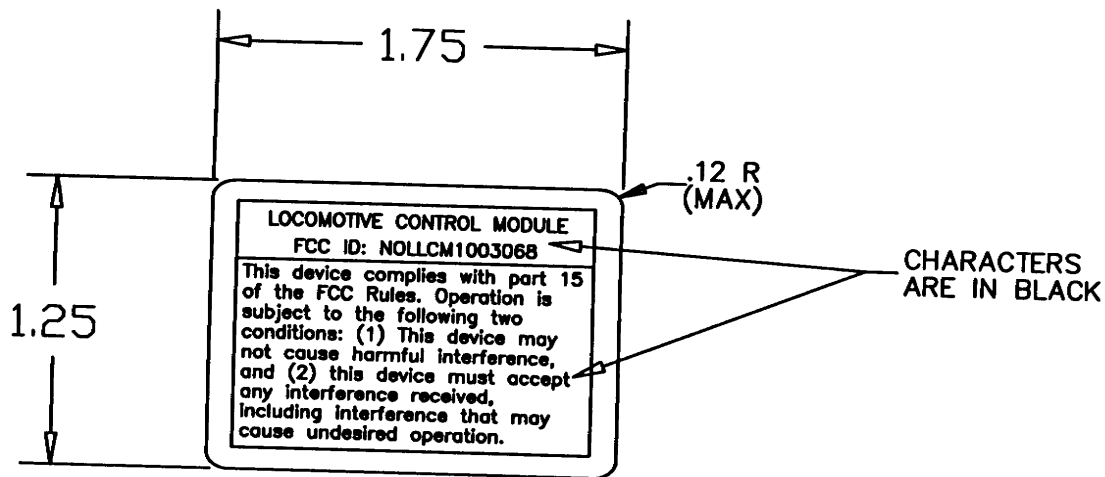 1.75
.12 R
(MAX)
LOCOMOTIVE CONTROL MODULE
FCC ID: NOLLCM1003068
This device complies with part 15
of the FCC Rules. Operation is
subject to the following two
conditions: (1) This device may
not cause harmful interference,
and (2) this device must accept
any interference received,
including interference that may
cause undesired operation.
1.25
CHARACTERS
ARE IN BLACK